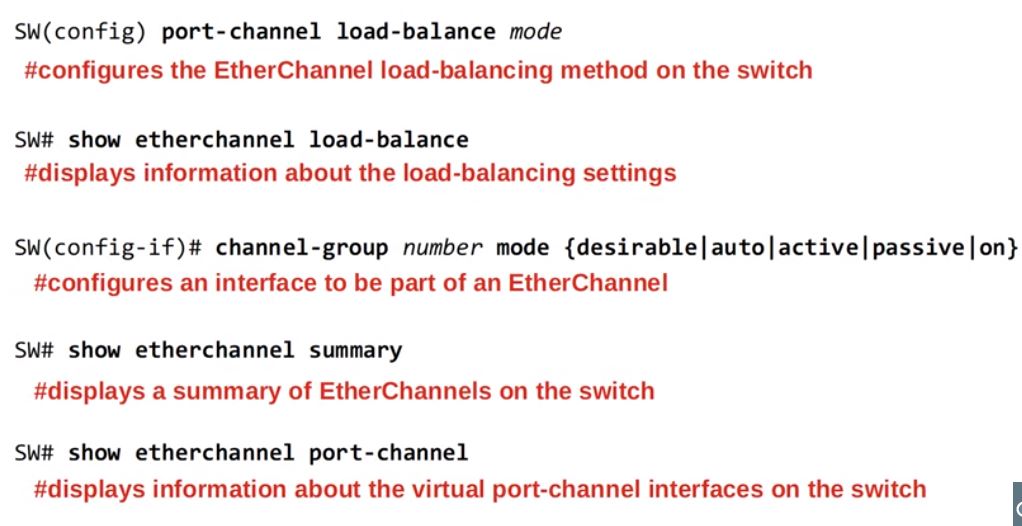 SW(config) port-channel load-balance mode
#configures the EtherChannel load-balancing method on the switch
SW# show etherchannel load-balance
#displays information about the load-balancing settings
SW(config-if)# channel-group number mode {desirable|auto|active|passive|on}
#configures an interface to be part of an EtherChannel
SW# show etherchannel summary
#displays a summary of EtherChannels on the switch
SW# show etherchannel port-channel
#displays information about the virtual port-channel interfaces on the switch